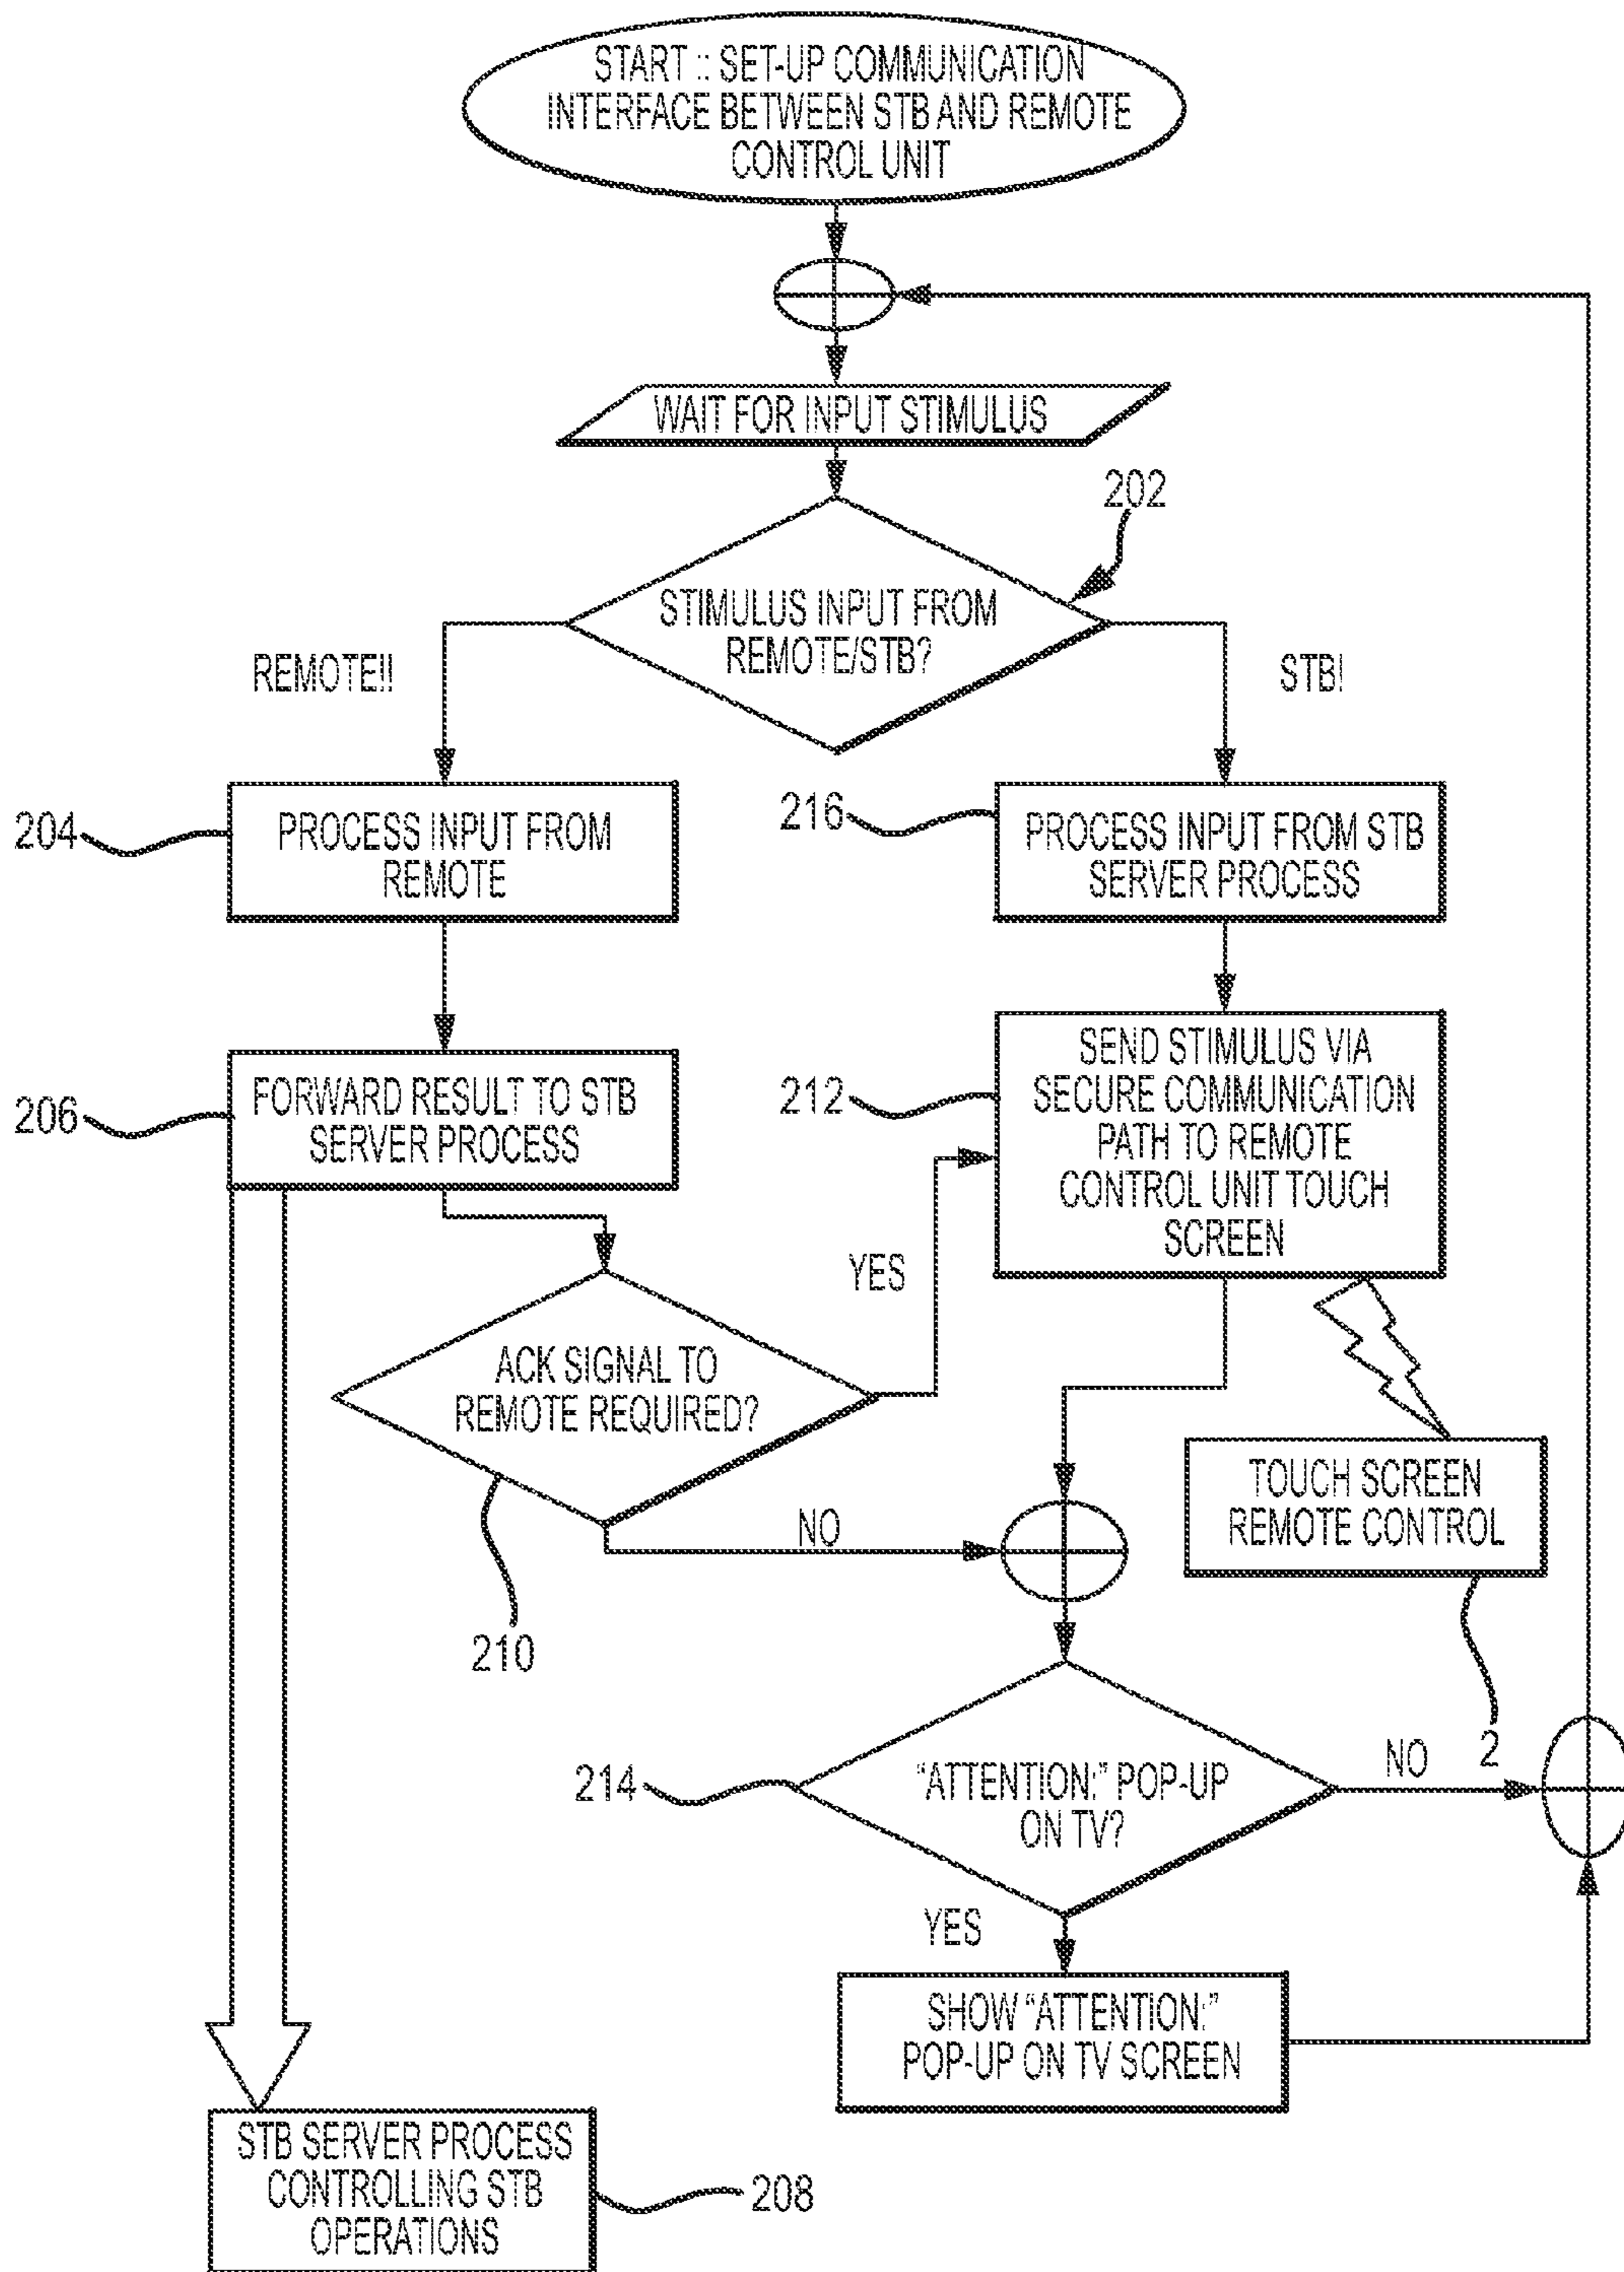 START :: SET-UP COMMUNICATION
INTERFACE BETWEEN STB AND REMOTE
CONTROL UNIT
WAIT FOR INPUT STIMULUS
202
STIMULUS INPUT FROM
REMOTE/STB?
REMOTE!!
STB!
204
PROCESS INPUT FROM
REMOTE
216
PROCESS INPUT FROM STB
SERVER PROCESS
206
FORWARD RESULT TO STB
SERVER PROCESS
212
SEND STIMULUS VIA
SECURE COMMUNICATION
PATH TO REMOTE
CONTROL UNIT TOUCH
SCREEN
YES
ACK SIGNAL TO
REMOTE REQUIRED?
NO
210
TOUCH SCREEN
REMOTE CONTROL
2
214
"ATTENTION:" POP-UP
ON TV?
NO
YES
SHOW "ATTENTION:"
POP-UP ON TV SCREEN
STB SERVER PROCESS
CONTROLLING STB
OPERATIONS
208